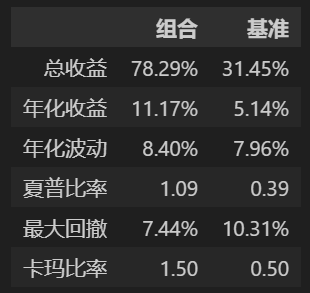 组合 基准
总收益 78.29% 31.45%
年化收益 11.17% 5.14%
年化波动 8.40% 7.96%
夏普比率 1.09 0.39
最大回撤 7.44% 10.31%
卡玛比率 1.50 0.50